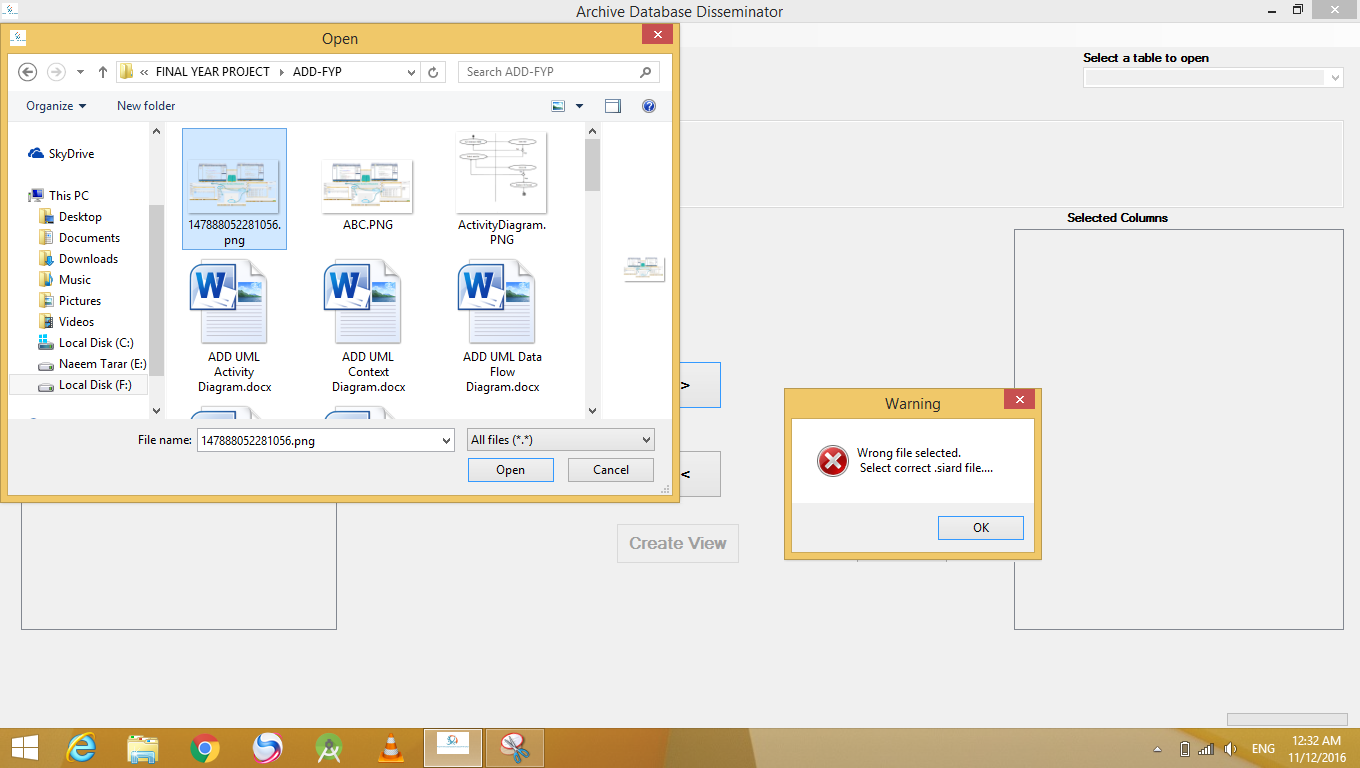 Archive Database Disseminator
Open
« FINAL YEAR PROJECT ADD-FYP
Search ADD-FYP
Organize
New folder
SkyDrive
This PC
Desktop
Documents
Downloads
Music
Pictures
Videos
Local Disk (C:)
Naeem Tarar (E:)
Local Disk (F:)
147888052281056.
png
ABC.PNG
ActivityDiagram.
PNG
ADD UML
Activity
Diagram.docx
ADD UML
Context
Diagram.docx
ADD UML Data
Flow
Diagram.docx
File name: 147888052281056.png
All files (*.*)
Open
Cancel
Select a table to open
Selected Columns
>
<
Create View
Warning
Wrong file selected.
Select correct .siard file....
OK
ENG
12:32 AM
11/12/2016